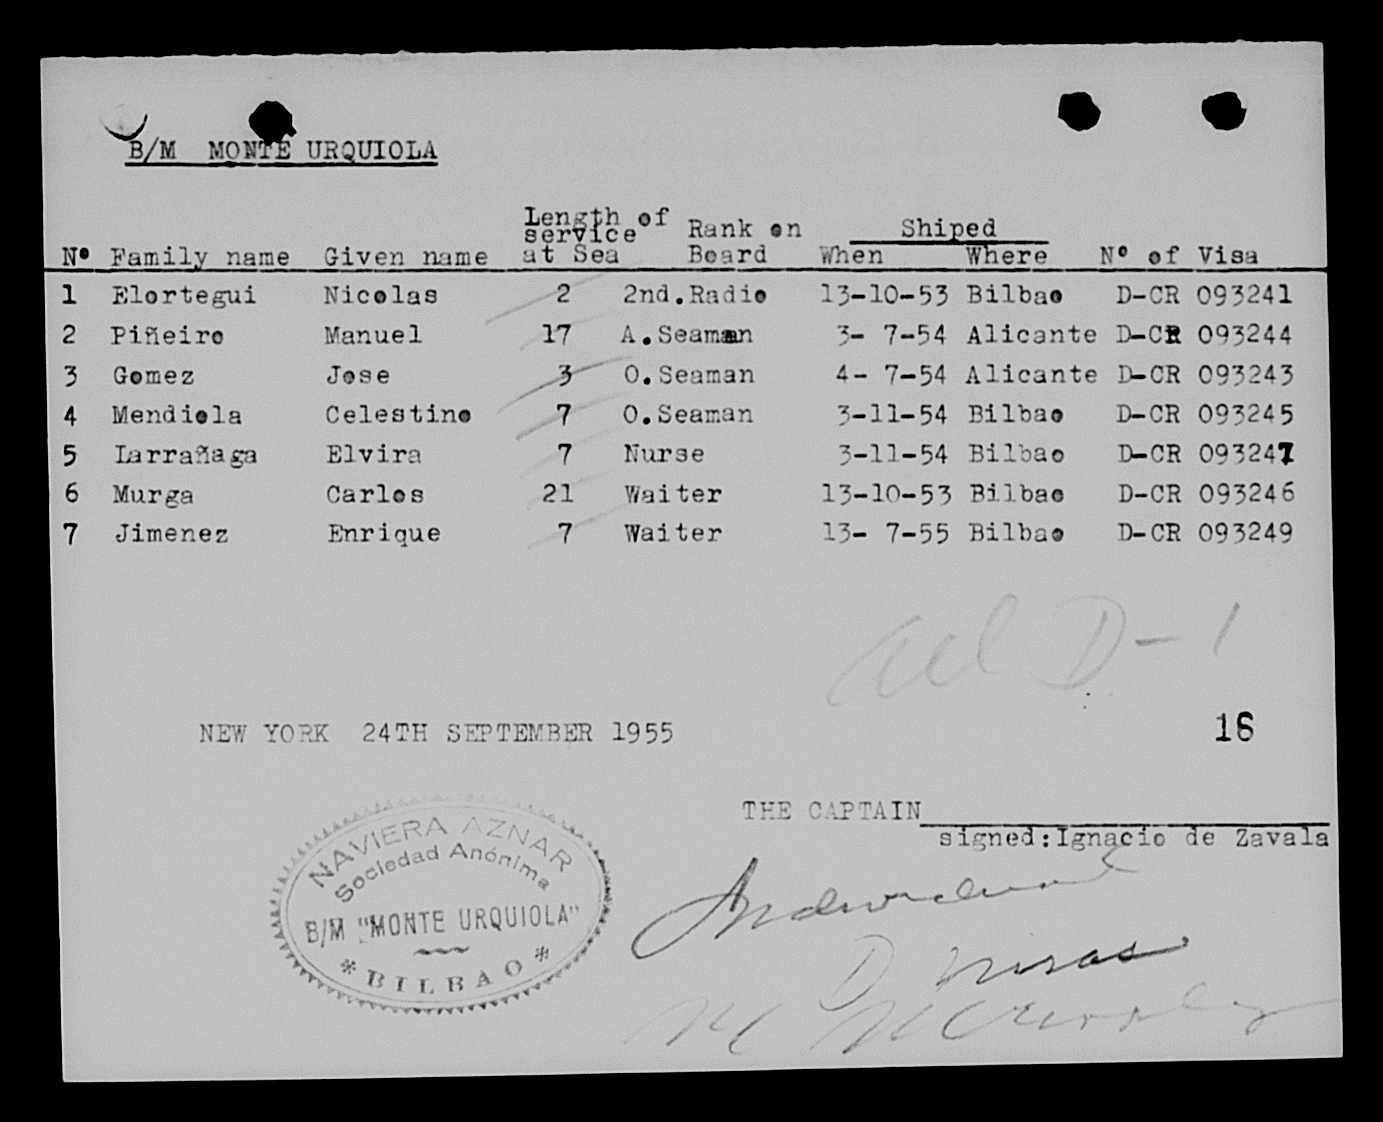 B/M MONTE URQUIOLA
Nº Family name Given name Length of service at Sea Rank on Board Shiped When Where Nº of Visa
1 Elortegui Nicolas 2 2nd.Radio 13-10-53 Bilbao D-CR 093241
2 Piñeiro Manuel 17 A.Seaman 3- 7-54 Alicante D-CR 093244
3 Gomez Jose 3 O.Seaman 4- 7-54 Alicante D-CR 093243
4 Mendiola Celestino 7 O.Seaman 3-11-54 Bilbao D-CR 093245
5 Larrañaga Elvira 7 Nurse 3-11-54 Bilbao D-CR 093247
6 Murga Carlos 21 Waiter 13-10-53 Bilbao D-CR 093246
7 Jimenez Enrique 7 Waiter 13- 7-55 Bilbao D-CR 093249
all D-1
NEW YORK 24TH SEPTEMBER 1955
16
THE CAPTAIN
signed:Ignacio de Zavala
NAVIERA AZNAR
Sociedad Anónima
B/M "MONTE URQUIOLA"
* BILBAO *